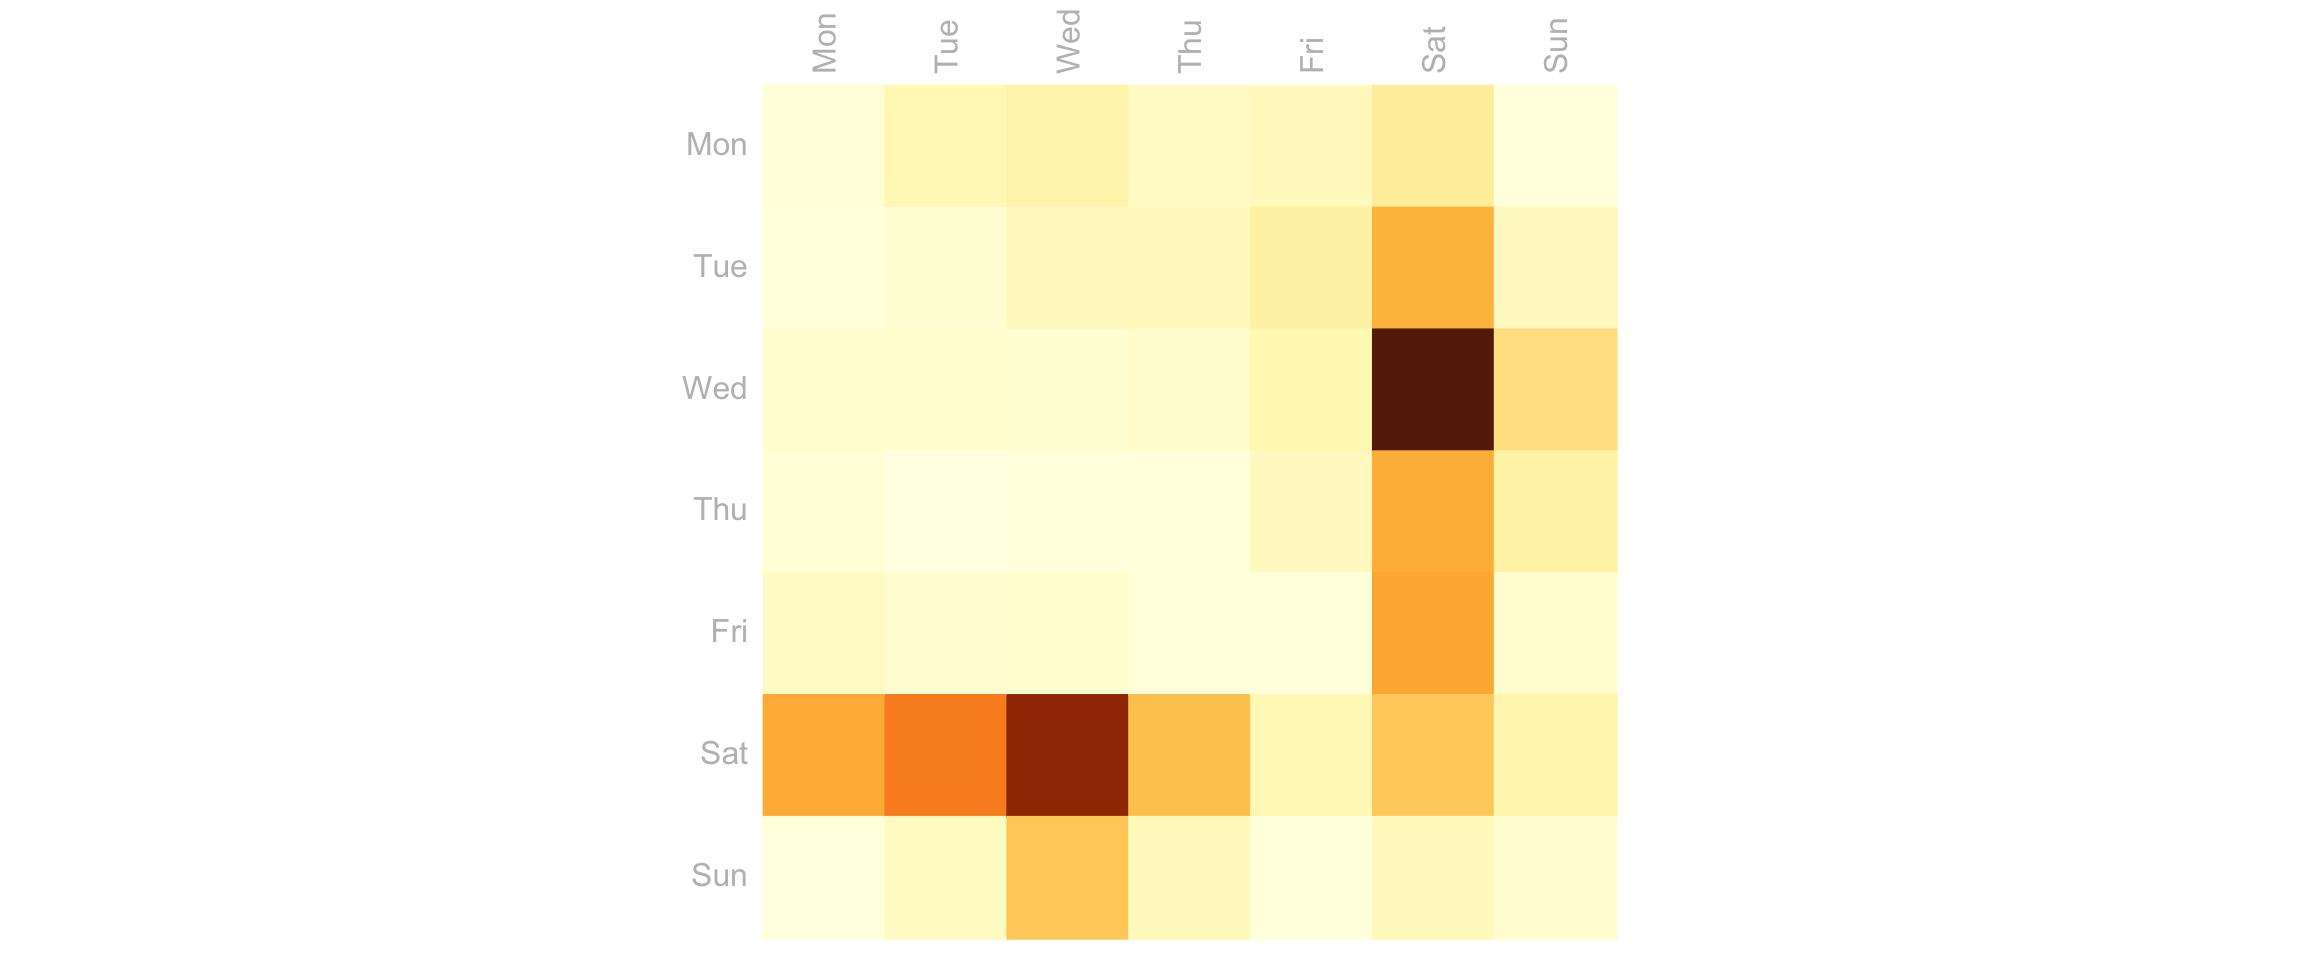 Mon Tue Wed Thu Fri Sat Sun
Mon
Tue
Wed
Thu
Fri
Sat
Sun